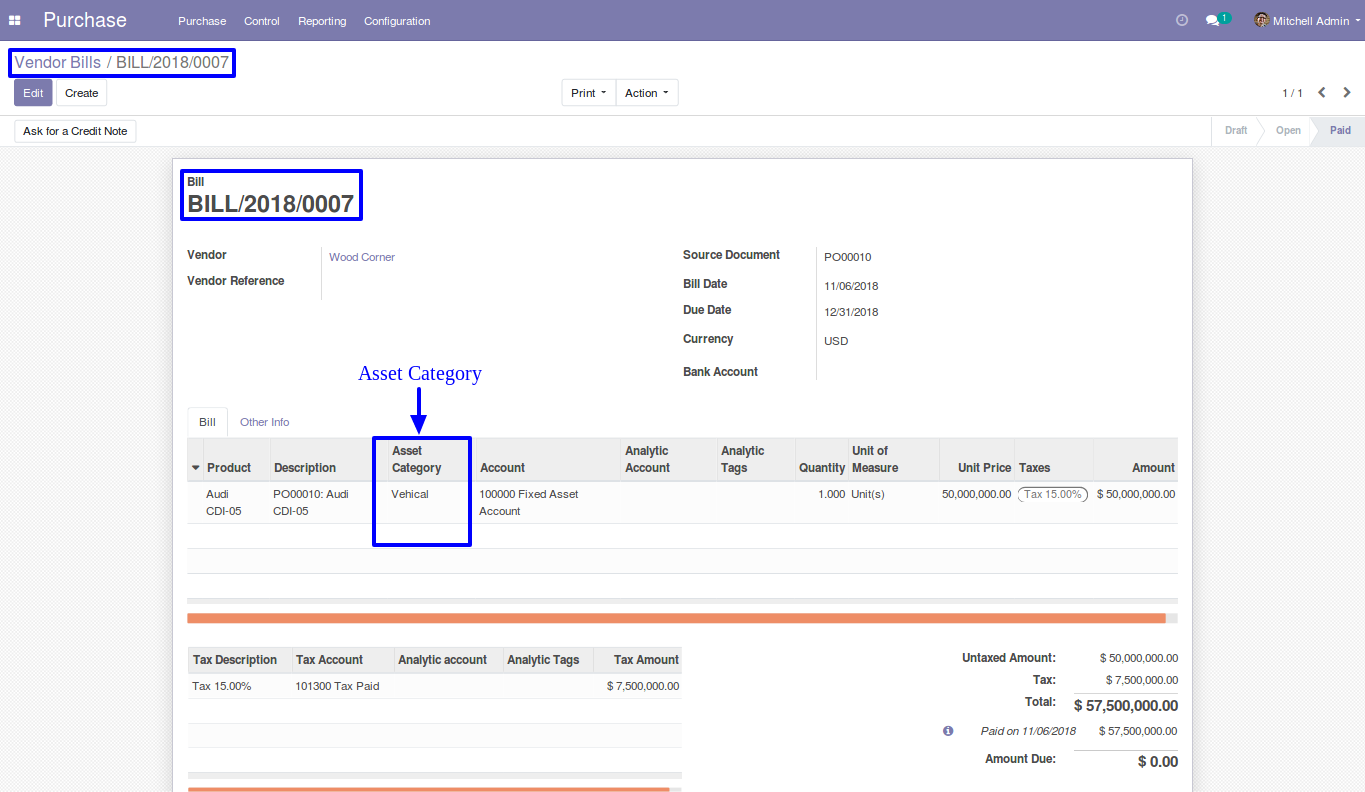 Purchase Purchase Control Reporting Configuration 1 Mitchell Admin
Vendor Bills / BILL/2018/0007
Edit Create Print Action 1 / 1
Ask for a Credit Note Draft Open Paid
Bill
BILL/2018/0007
Vendor Wood Corner
Vendor Reference
Source Document PO00010
Bill Date 11/06/2018
Due Date 12/31/2018
Currency USD
Bank Account
Asset Category
Bill Other Info
Product Description Asset Category Account Analytic Account Analytic Tags Quantity Unit of Measure Unit Price Taxes Amount
Audi CDI-05 PO00010: Audi CDI-05 Vehical 100000 Fixed Asset Account 1.000 Unit(s) 50,000,000.00 Tax 15.00% $ 50,000,000.00
Tax Description Tax Account Analytic account Analytic Tags Tax Amount
Tax 15.00% 101300 Tax Paid $ 7,500,000.00
Untaxed Amount: $ 50,000,000.00
Tax: $ 7,500,000.00
Total: $ 57,500,000.00
Paid on 11/06/2018 $ 57,500,000.00
Amount Due: $ 0.00